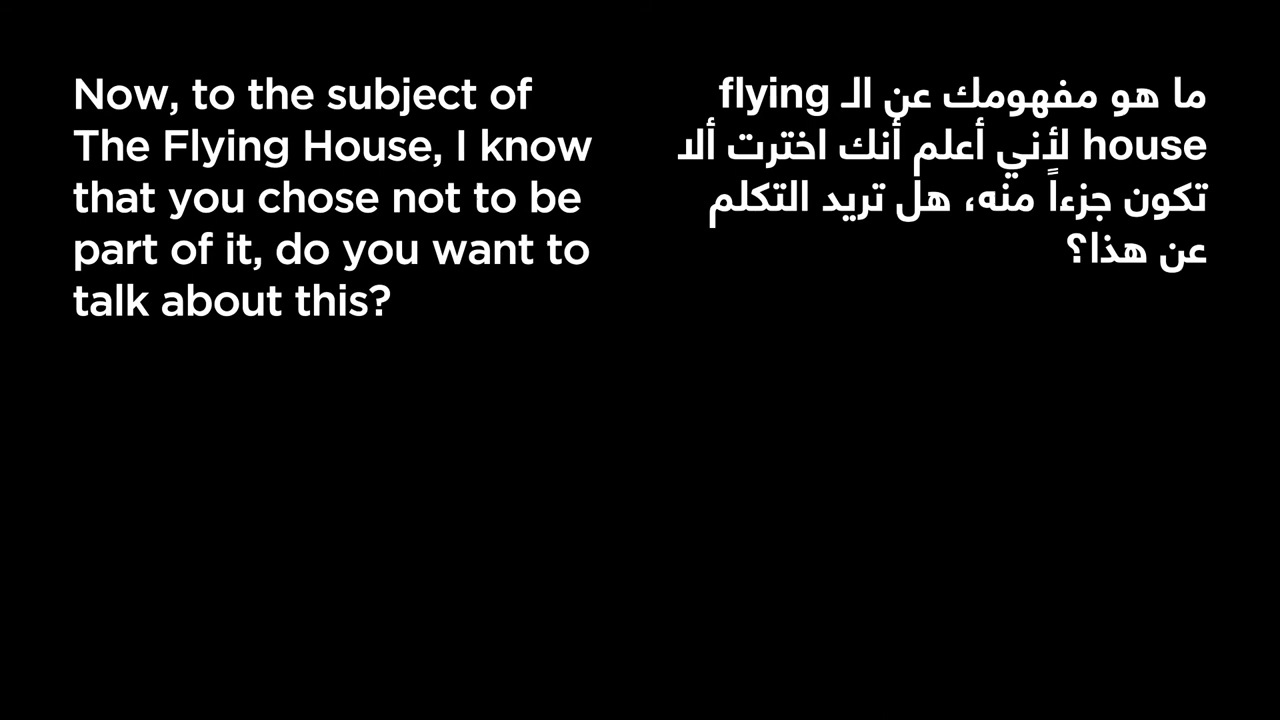 Now, to the subject of
The Flying House, I know
that you chose not to be
part of it, do you want to
talk about this?
ما هو مفهومك عن الـ flying
house لأني أعلم أنك اخترت ألا
تكون جزءاً منه، هل تريد التكلم
عن هذا؟